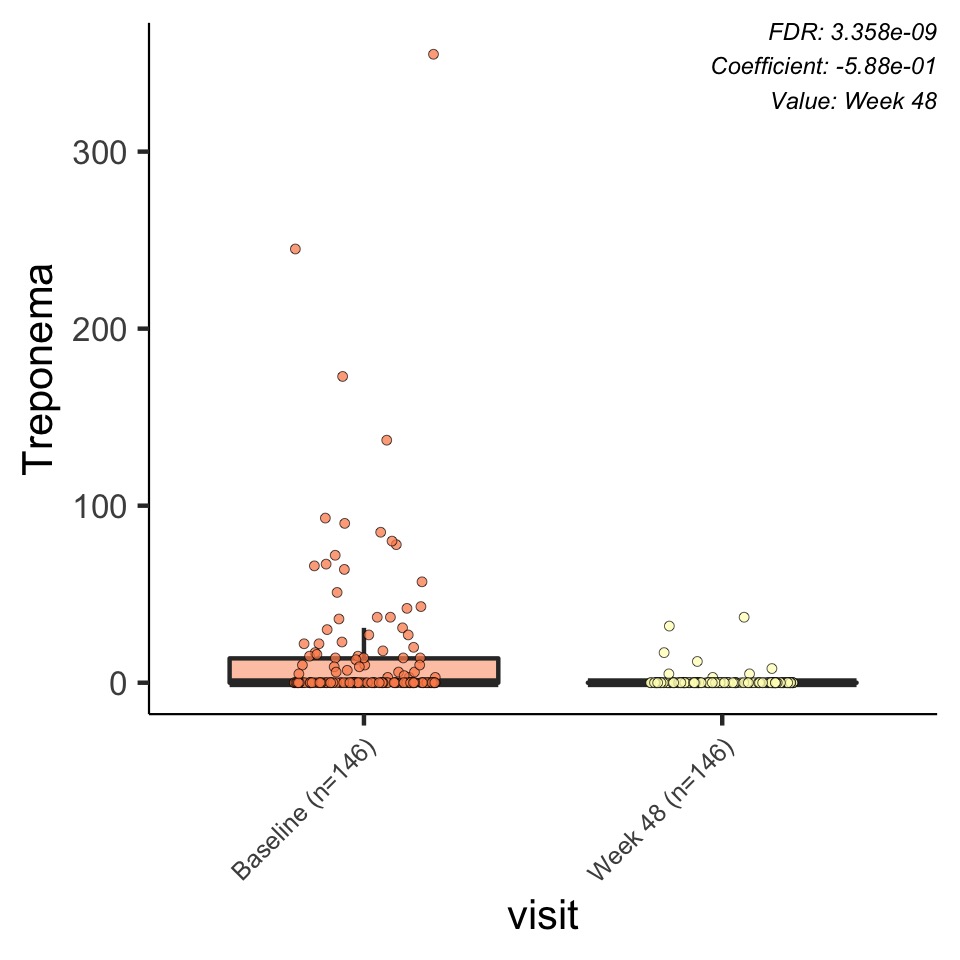 FDR: 3.358e-09
Coefficient: -5.88e-01
Value: Week 48
Treponema
300
200
100
0
Baseline (n=146)
Week 48 (n=146)
visit